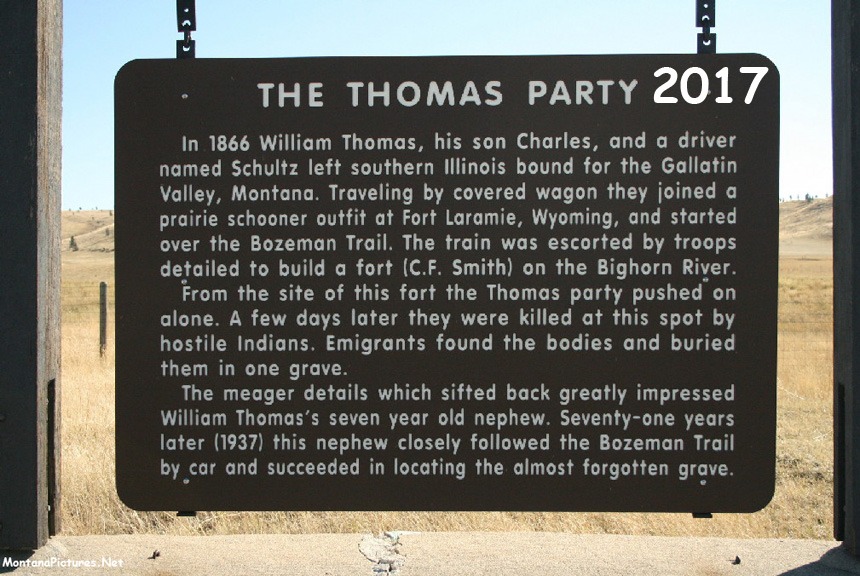 THE THOMAS PARTY 2017
In 1866 William Thomas, his son Charles, and a driver
named Schultz left southern Illinois bound for the Gallatin
Valley, Montana. Traveling by covered wagon they joined a
prairie schooner outfit at Fort Laramie, Wyoming, and started
over the Bozeman Trail. The train was escorted by troops
detailed to build a fort (C.F. Smith) on the Bighorn River.
From the site of this fort the Thomas party pushed on
alone. A few days later they were killed at this spot by
hostile Indians. Emigrants found the bodies and buried
them in one grave.
The meager details which sifted back greatly impressed
William Thomas's seven year old nephew. Seventy-one years
later (1937) this nephew closely followed the Bozeman Trail
by car and succeeded in locating the almost forgotten grave.
MontanaPictures.Net